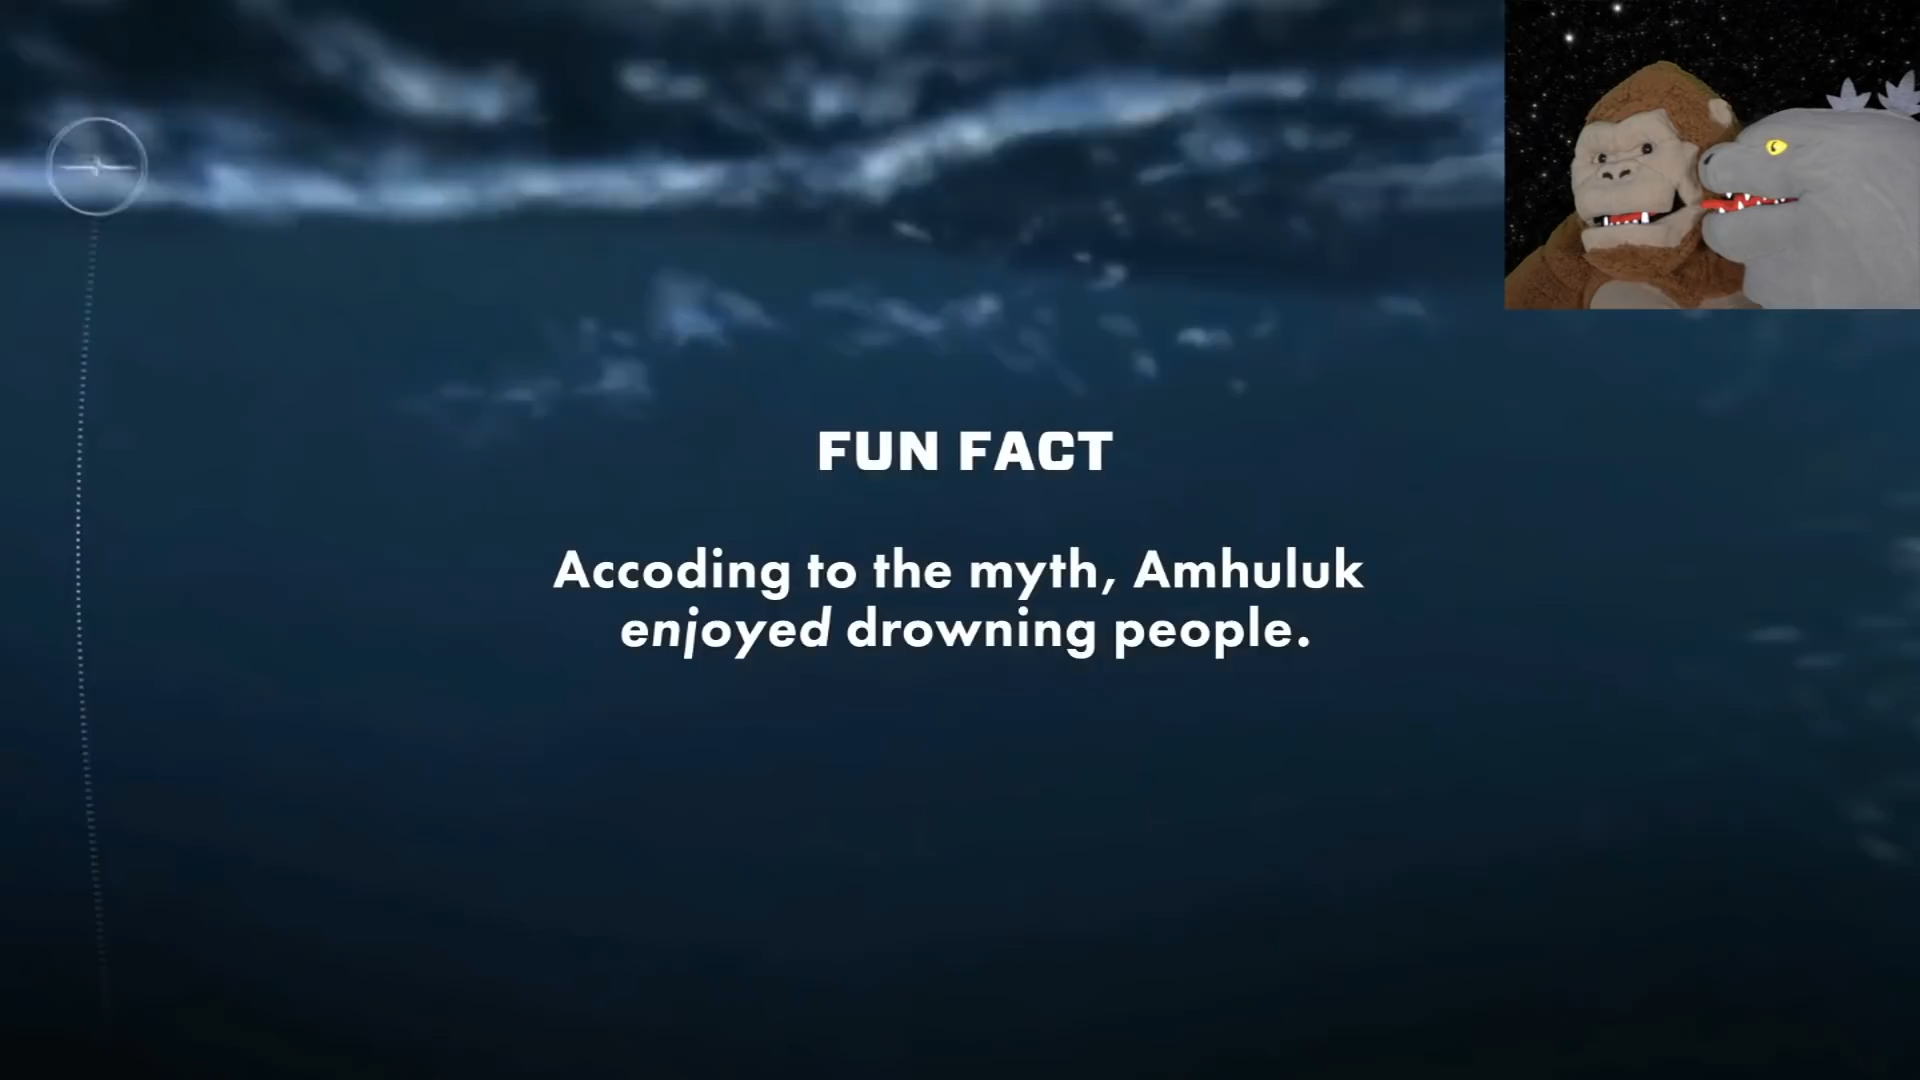 FUN FACT
Accoding to the myth, Amhuluk
enjoyed drowning people.